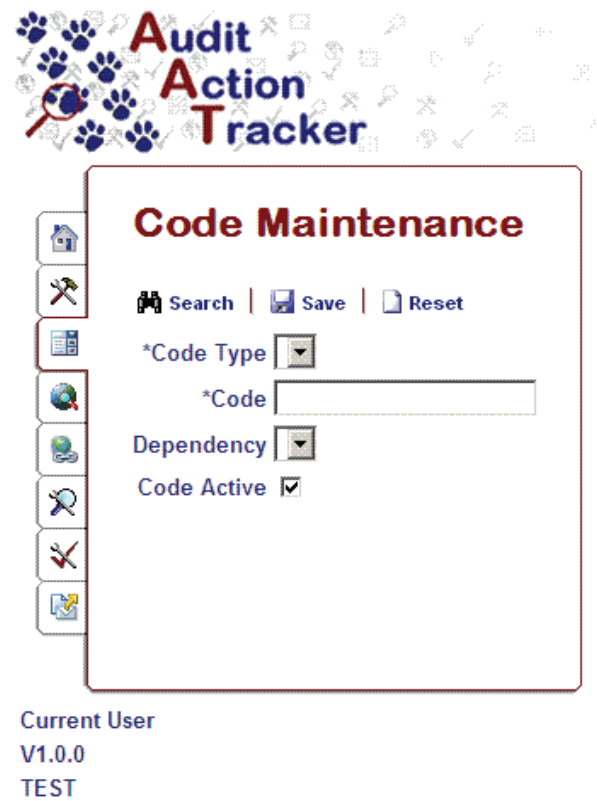 Audit
Action
Tracker
Code Maintenance
Search | Save | Reset
*Code Type
*Code
Dependency
Code Active
Current User
V1.0.0
TEST